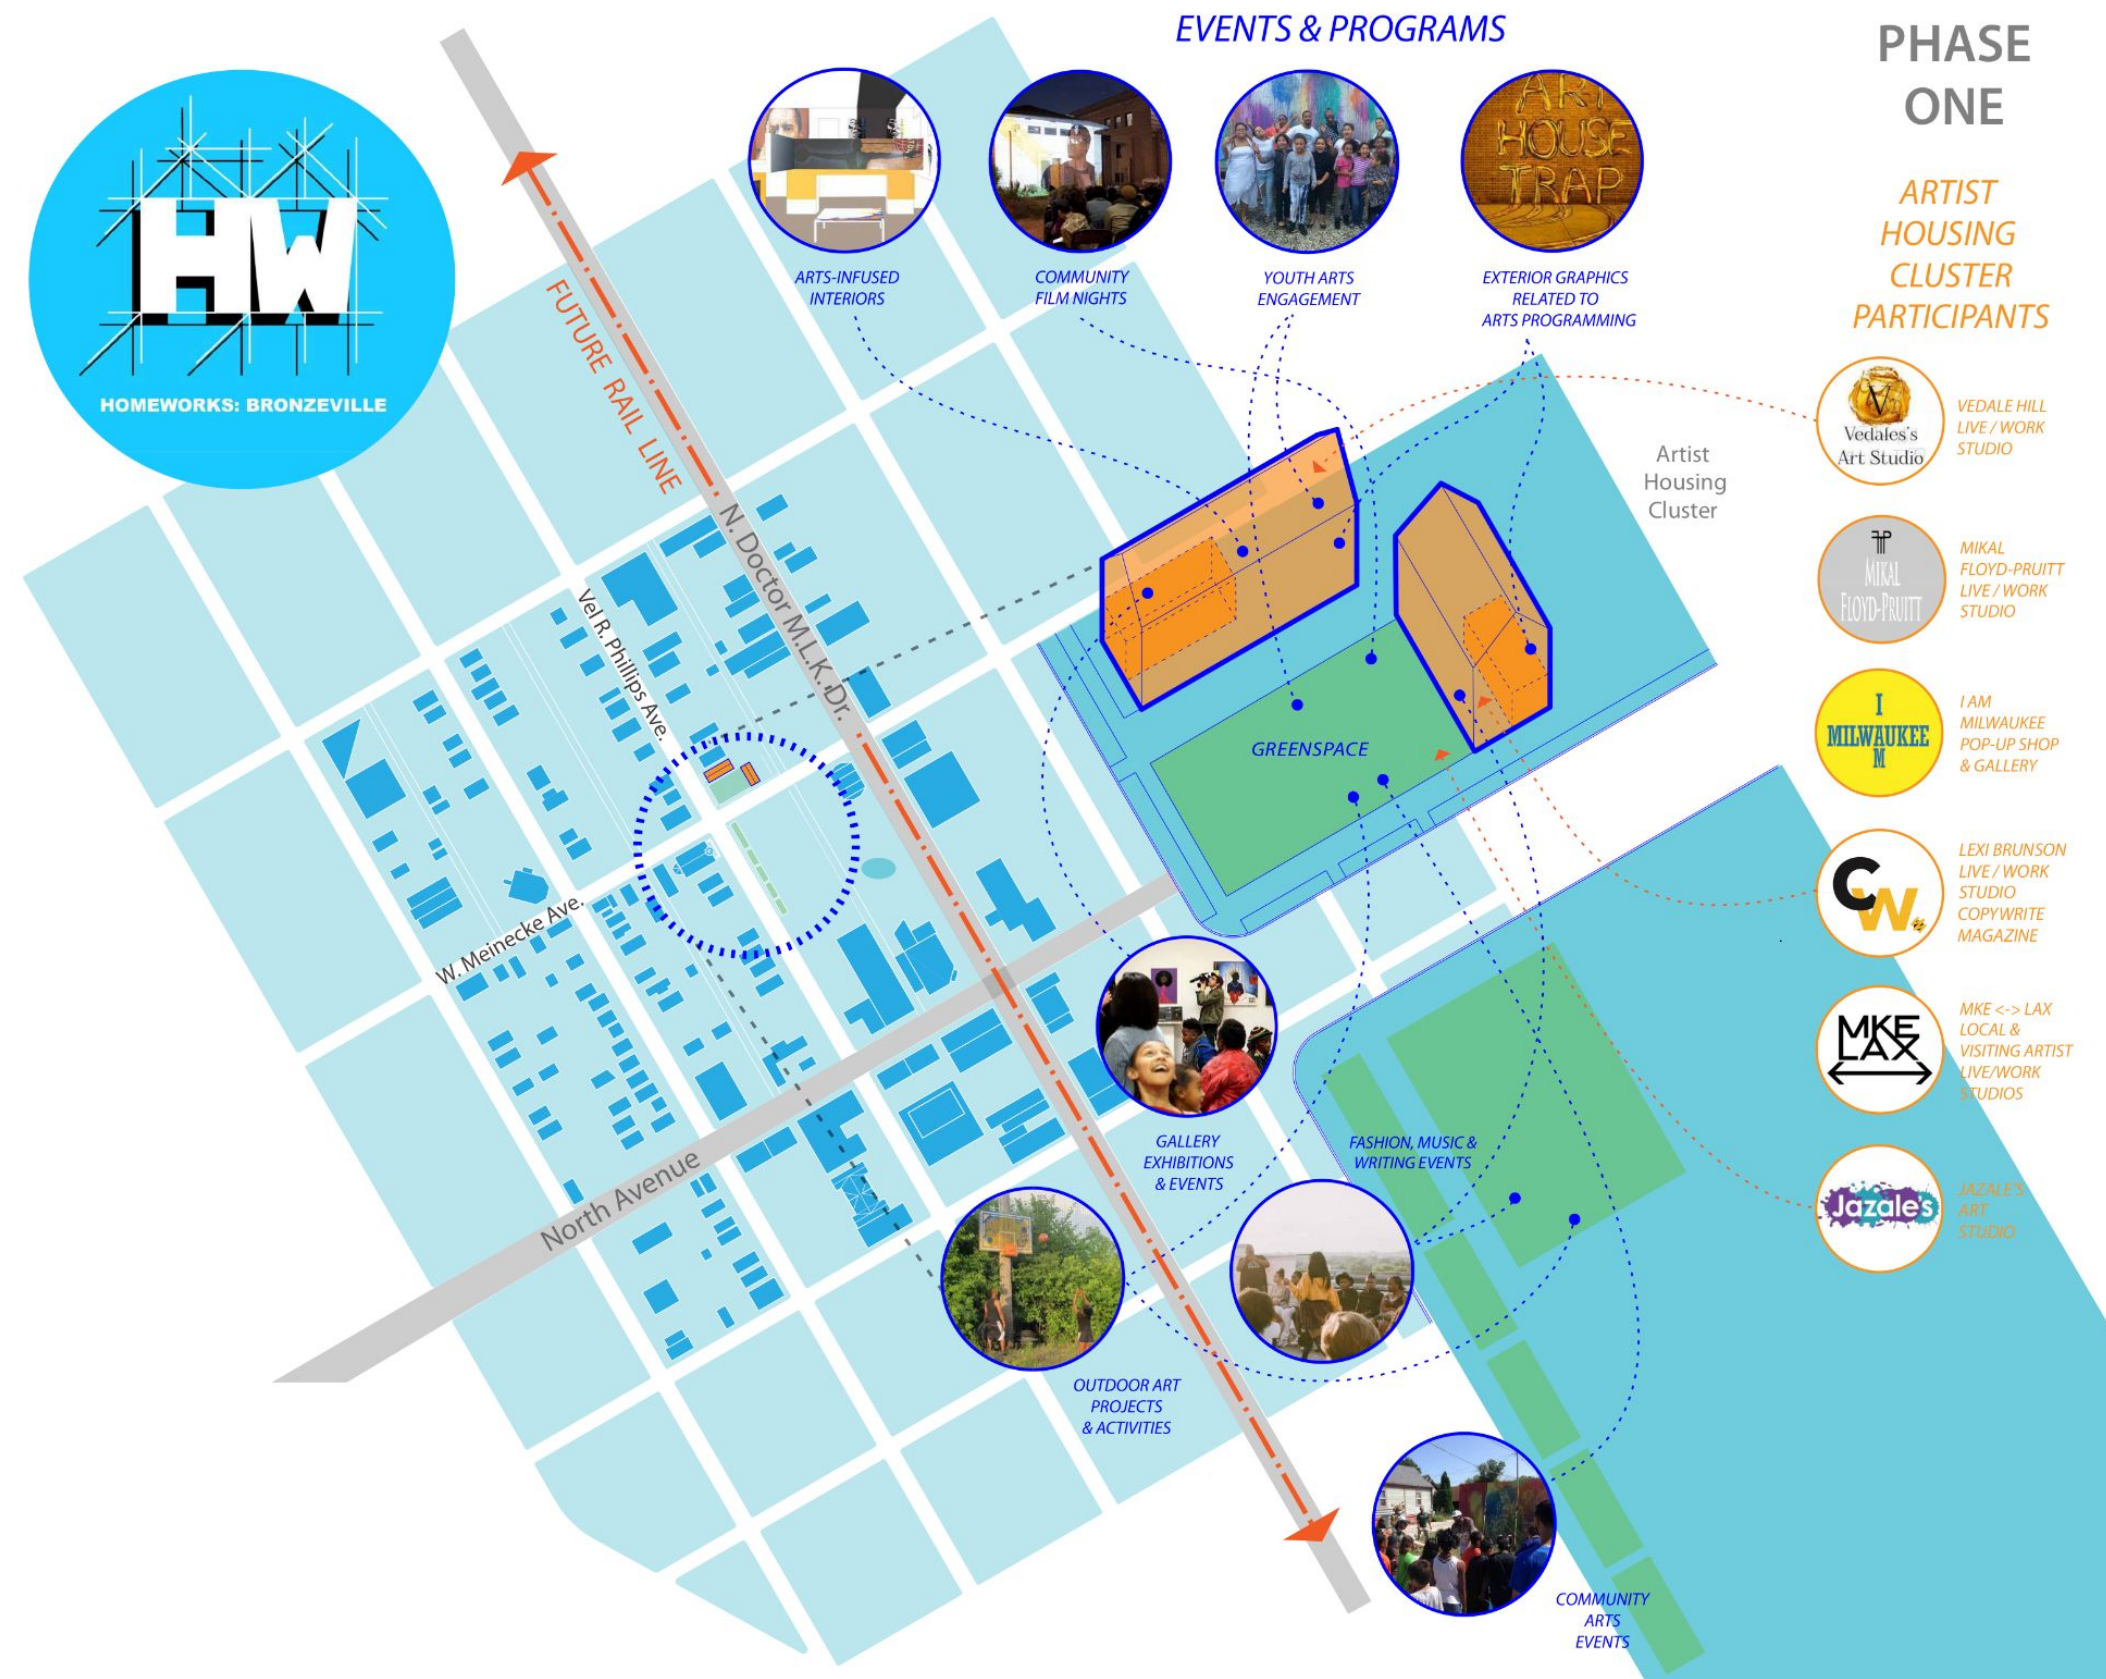 EVENTS & PROGRAMS
PHASE
ONE
ARTIST
HOUSING
CLUSTER
PARTICIPANTS
HW
HOMEWORKS: BRONZEVILLE
ART
HOUSE
TRAP
ARTS-INFUSED
INTERIORS
COMMUNITY
FILM NIGHTS
YOUTH ARTS
ENGAGEMENT
EXTERIOR GRAPHICS
RELATED TO
ARTS PROGRAMMING
FUTURE RAIL LINE
N. Doctor M.L.K. Dr.
Vel R. Phillips Ave.
W. Meinecke Ave.
North Avenue
Artist
Housing
Cluster
GREENSPACE
Vedales's
Art Studio
VEDALE HILL
LIVE / WORK
STUDIO
MIKAL
FLOYD-PRUITT
MIKAL
FLOYD-PRUITT
LIVE / WORK
STUDIO
I
MILWAUKEE
M
I AM
MILWAUKEE
POP-UP SHOP
& GALLERY
CW.
LEXI BRUNSON
LIVE / WORK
STUDIO
COPYWRITE
MAGAZINE
MKE
LAX
MKE <-> LAX
LOCAL &
VISITING ARTIST
LIVE/WORK
STUDIOS
Jazale's
JAZALE'S
ART
STUDIO
GALLERY
EXHIBITIONS
& EVENTS
FASHION, MUSIC &
WRITING EVENTS
OUTDOOR ART
PROJECTS
& ACTIVITIES
COMMUNITY
ARTS
EVENTS